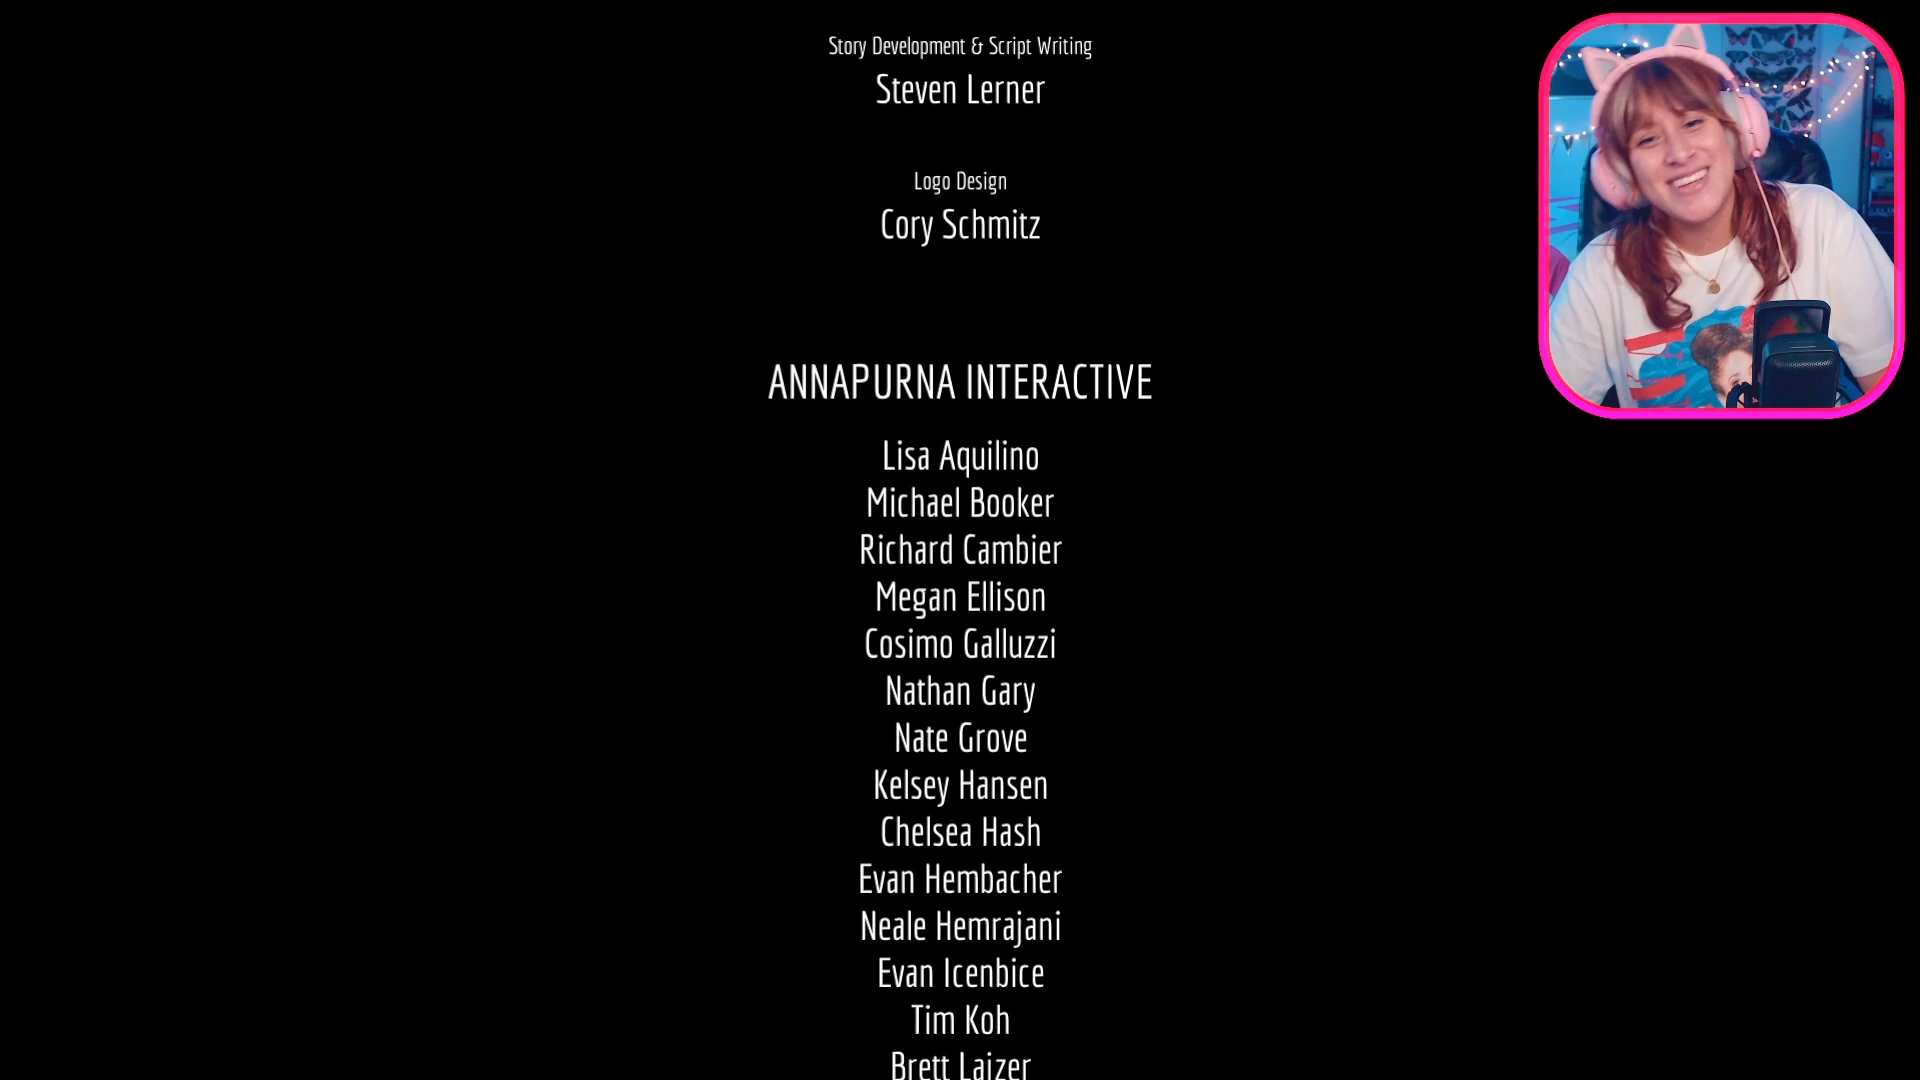 Story Development & Script Writing
Steven Lerner
Logo Design
Cory Schmitz
ANNAPURNA INTERACTIVE
Lisa Aquilino
Michael Booker
Richard Cambier
Megan Ellison
Cosimo Galluzzi
Nathan Gary
Nate Grove
Kelsey Hansen
Chelsea Hash
Evan Hembacher
Neale Hemrajani
Evan Icenbice
Tim Koh
Brett Laizer